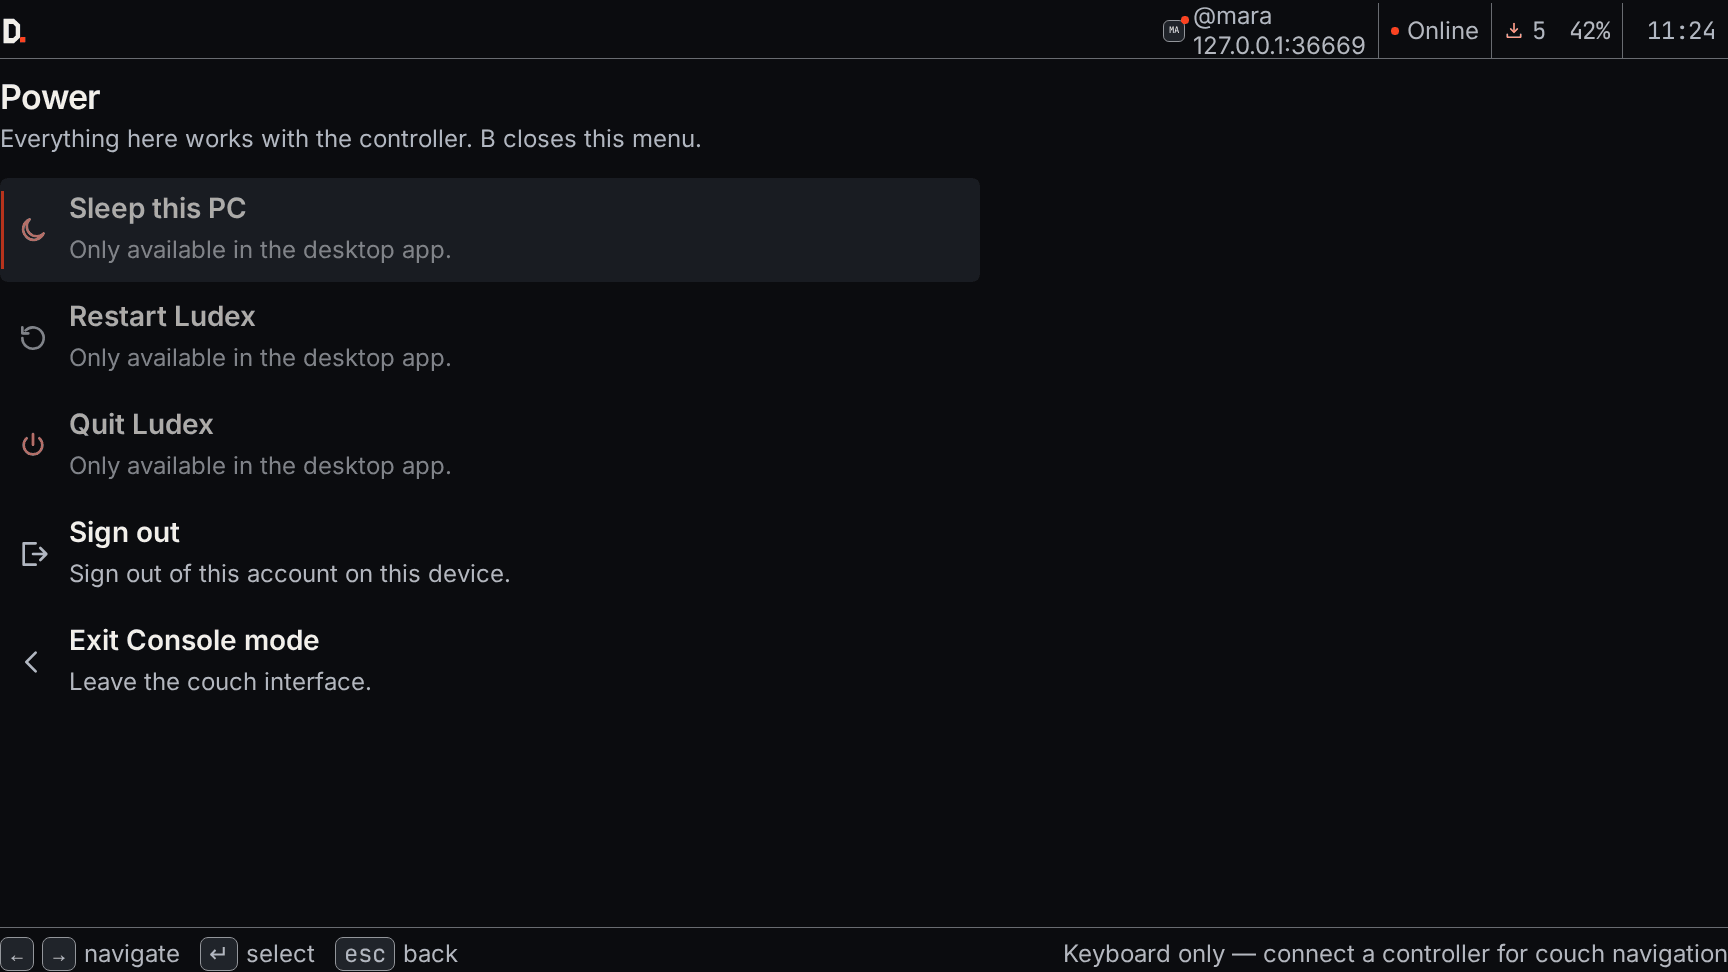 D.
MA
@mara
127.0.0.1:36669
Online
5
42%
11:24
Power
Everything here works with the controller. B closes this menu.
Sleep this PC
Only available in the desktop app.
Restart Ludex
Only available in the desktop app.
Quit Ludex
Only available in the desktop app.
Sign out
Sign out of this account on this device.
Exit Console mode
Leave the couch interface.
← → navigate ↵ select esc back
Keyboard only — connect a controller for couch navigation